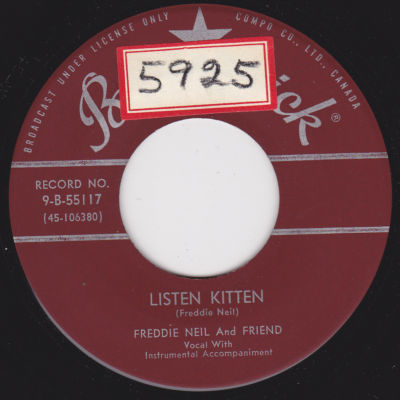 BROADCAST UNDER LICENSE ONLY
COMPO CO., LTD., CANADA
5925
®
RECORD NO.
9-B-55117
(45-106380)
LISTEN KITTEN
(Freddie Neil)
FREDDIE NEIL And FRIEND
Vocal With
Instrumental Accompaniment